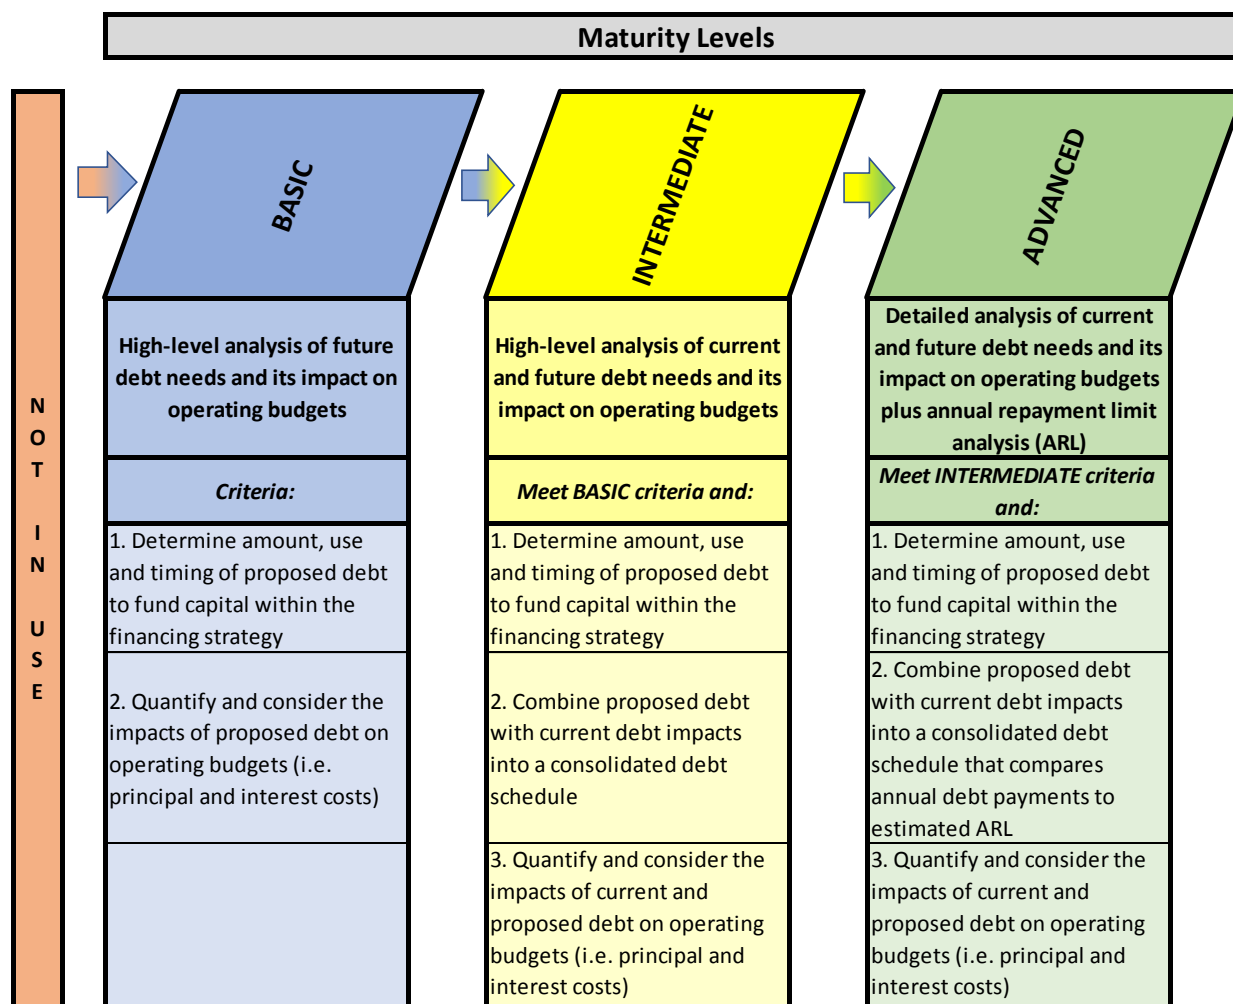 Maturity Levels
NOT IN USE
BASIC
High-level analysis of future
debt needs and its impact on
operating budgets
Criteria:
1. Determine amount, use
and timing of proposed debt
to fund capital within the
financing strategy
2. Quantify and consider the
impacts of proposed debt on
operating budgets (i.e.
principal and interest costs)
INTERMEDIATE
High-level analysis of current
and future debt needs and its
impact on operating budgets
Meet BASIC criteria and:
1. Determine amount, use
and timing of proposed debt
to fund capital within the
financing strategy
2. Combine proposed debt
with current debt impacts
into a consolidated debt
schedule
3. Quantify and consider the
impacts of current and
proposed debt on operating
budgets (i.e. principal and
interest costs)
ADVANCED
Detailed analysis of current
and future debt needs and its
impact on operating budgets
plus annual repayment limit
analysis (ARL)
Meet INTERMEDIATE criteria
and:
1. Determine amount, use
and timing of proposed debt
to fund capital within the
financing strategy
2. Combine proposed debt
with current debt impacts
into a consolidated debt
schedule that compares
annual debt payments to
estimated ARL
3. Quantify and consider the
impacts of current and
proposed debt on operating
budgets (i.e. principal and
interest costs)